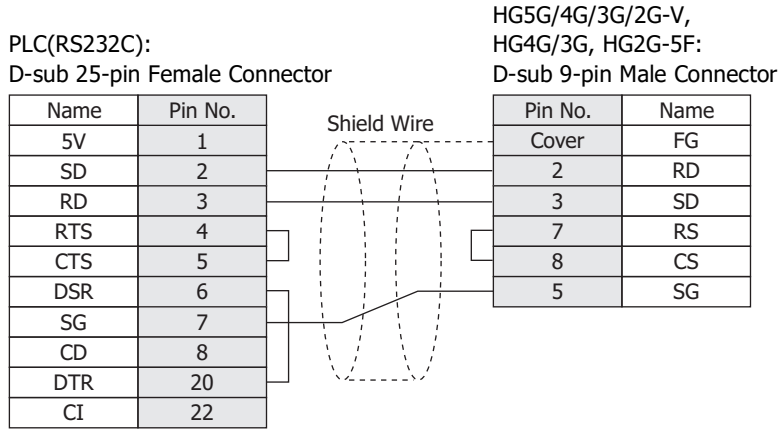 HG5G/4G/3G/2G-V,
PLC(RS232C): HG4G/3G, HG2G-5F:
D-sub 25-pin Female Connector D-sub 9-pin Male Connector
Name Pin No. Shield Wire Pin No. Name
5V 1 Cover FG
SD 2 2 RD
RD 3 3 SD
RTS 4 7 RS
CTS 5 8 CS
DSR 6 5 SG
SG 7
CD 8
DTR 20
CI 22